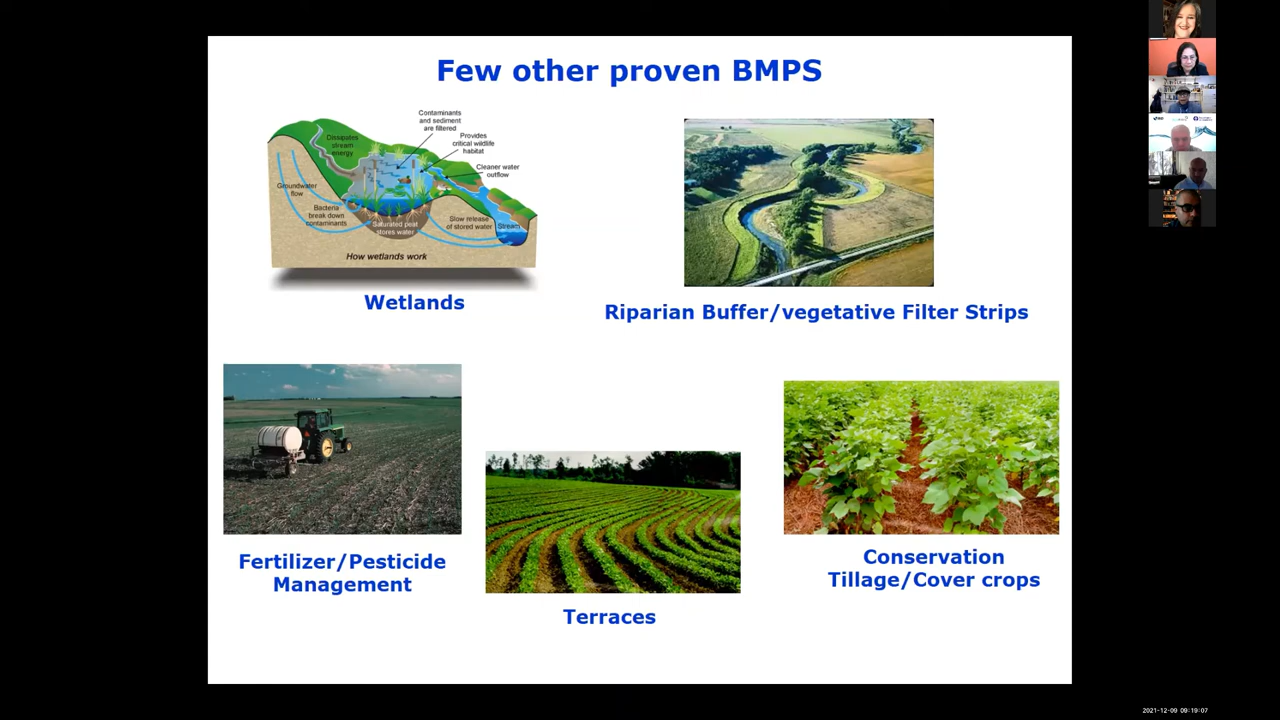 Few other proven BMPS
Contaminants
and sediment
are filtered
Dissipates
stream
energy
Provides
critical wildlife
habitat
Cleaner water
outflow
Groundwater
flow
Bacteria
break down
contaminants
Saturated peat
stores water
Slow release
of stored water
Stream
How wetlands work
Wetlands
Riparian Buffer/vegetative Filter Strips
Fertilizer/Pesticide
Management
Terraces
Conservation
Tillage/Cover crops
2021-12-09 09:19:07